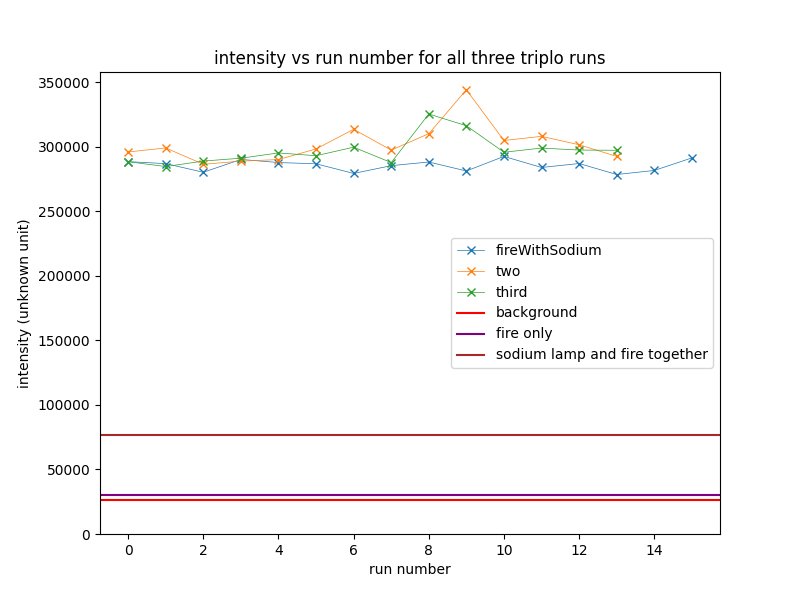 intensity vs run number for all three triplo runs
350000
300000
250000
200000
150000
100000
50000
0
intensity (unknown unit)
fireWithSodium
two
third
background
fire only
sodium lamp and fire together
0 2 4 6 8 10 12 14
run number